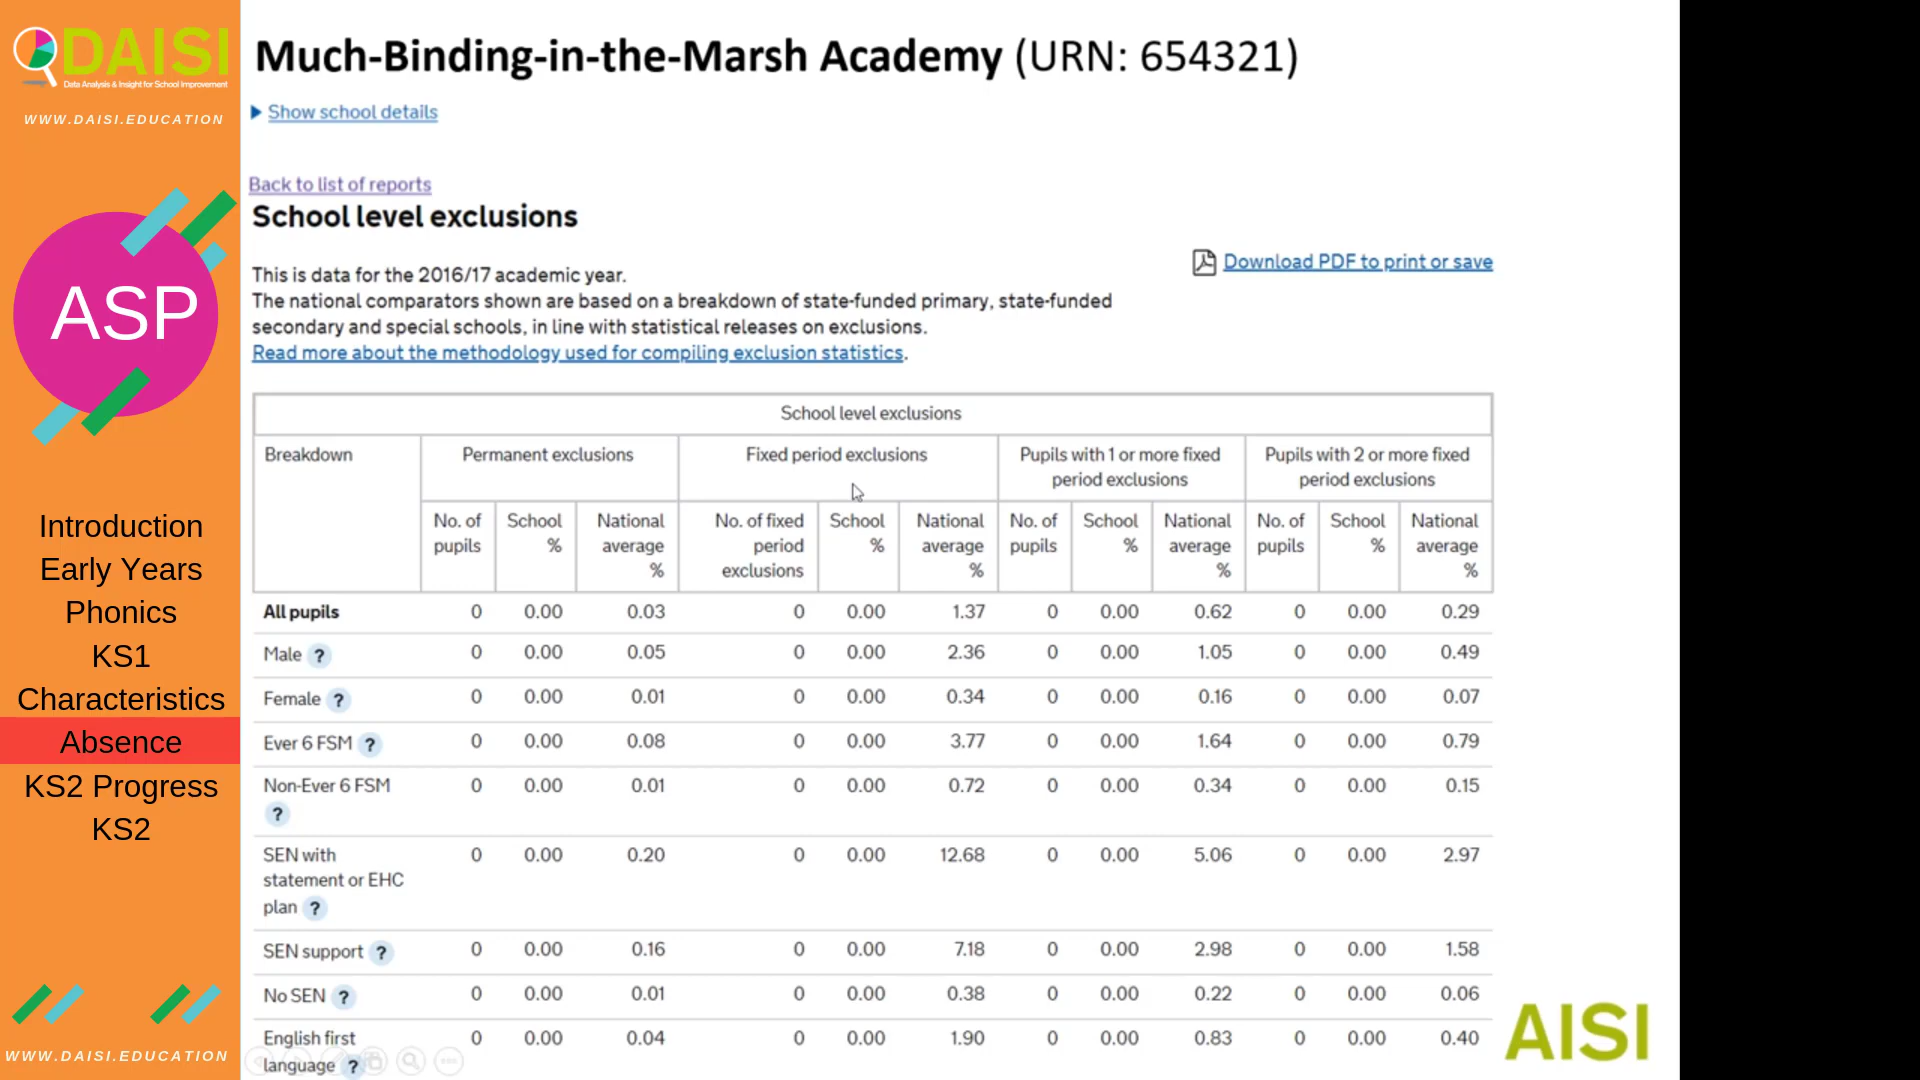 DAISI
Data Analysis & Insight for School Improvement
WWW.DAISI.EDUCATION
ASP
Introduction
Early Years
Phonics
KS1
Characteristics
Absence
KS2 Progress
KS2
WWW.DAISI.EDUCATION
Much-Binding-in-the-Marsh Academy (URN: 654321)
Show school details
Back to list of reports
School level exclusions
Download PDF to print or save
This is data for the 2016/17 academic year.
The national comparators shown are based on a breakdown of state-funded primary, state-funded
secondary and special schools, in line with statistical releases on exclusions.
Read more about the methodology used for compiling exclusion statistics.
School level exclusions
Breakdown Permanent exclusions Fixed period exclusions Pupils with 1 or more fixed Pupils with 2 or more fixed
period exclusions period exclusions
No. of School National No. of fixed School National No. of School National No. of School National
pupils % average period % average pupils % average pupils % average
% exclusions % % %
All pupils 0 0.00 0.03 0 0.00 1.37 0 0.00 0.62 0 0.00 0.29
Male ? 0 0.00 0.05 0 0.00 2.36 0 0.00 1.05 0 0.00 0.49
Female ? 0 0.00 0.01 0 0.00 0.34 0 0.00 0.16 0 0.00 0.07
Ever 6 FSM ? 0 0.00 0.08 0 0.00 3.77 0 0.00 1.64 0 0.00 0.79
Non-Ever 6 FSM 0 0.00 0.01 0 0.00 0.72 0 0.00 0.34 0 0.00 0.15
?
SEN with 0 0.00 0.20 0 0.00 12.68 0 0.00 5.06 0 0.00 2.97
statement or EHC
plan ?
SEN support ? 0 0.00 0.16 0 0.00 7.18 0 0.00 2.98 0 0.00 1.58
No SEN ? 0 0.00 0.01 0 0.00 0.38 0 0.00 0.22 0 0.00 0.06
English first 0 0.00 0.04 0 0.00 1.90 0 0.00 0.83 0 0.00 0.40
language ?
AISI